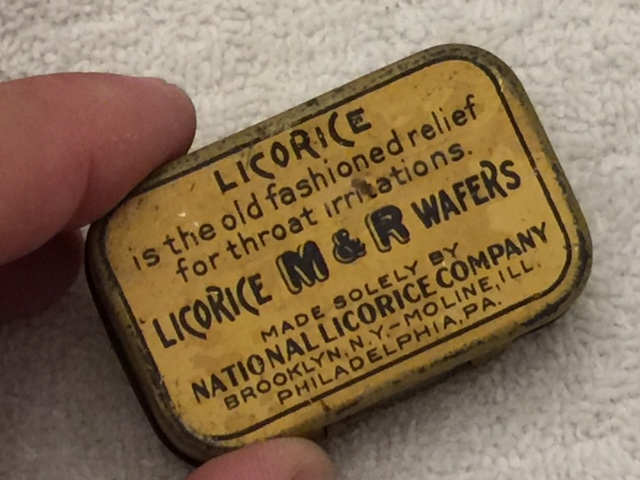 LICORICE
is the old fashioned relief
for throat irritations.
LICORICE M & R WAFERS
MADE SOLELY BY
NATIONAL LICORICE COMPANY
BROOKLYN, N.Y.-MOLINE, ILL.
PHILADELPHIA, PA.